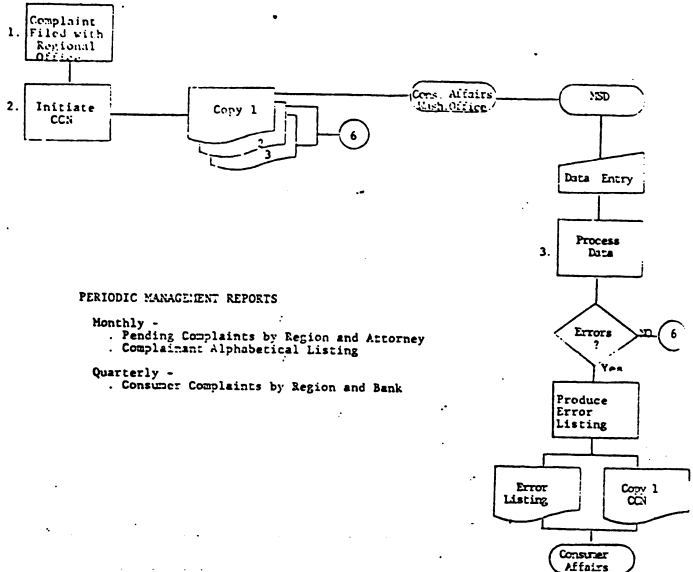 1. Complaint
Filed with
Regional
Office
2. Initiate
CCN
Copy 1
2
3
6
Cons. Affairs
Wash.Office
MSD
Data Entry
3. Process
Data
Errors
?
NO
6
Yes
Produce
Error
Listing
Error
Listing
Copy 1
CCN
Consumer
Affairs
PERIODIC MANAGEMENT REPORTS
Monthly -
. Pending Complaints by Region and Attorney
. Complainant Alphabetical Listing
Quarterly -
. Consumer Complaints by Region and Bank